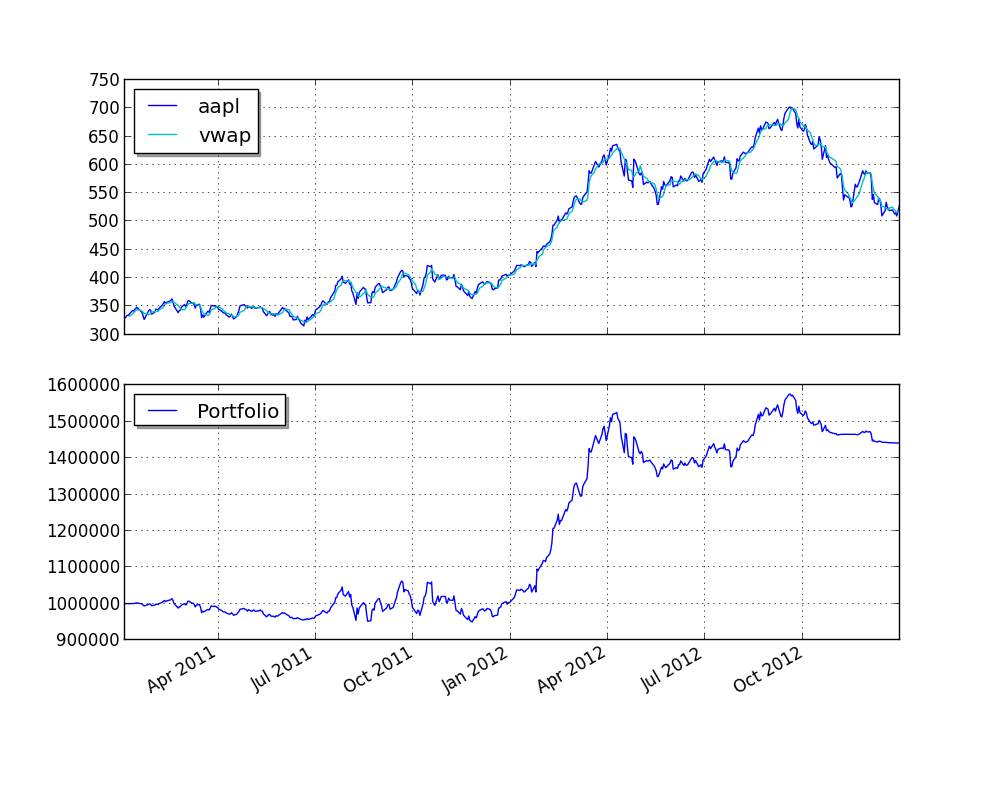 750
700
650
600
550
500
450
400
350
300
aapl
vwap
1600000
1500000
1400000
1300000
1200000
1100000
1000000
900000
Portfolio
Apr 2011
Jul 2011
Oct 2011
Jan 2012
Apr 2012
Jul 2012
Oct 2012